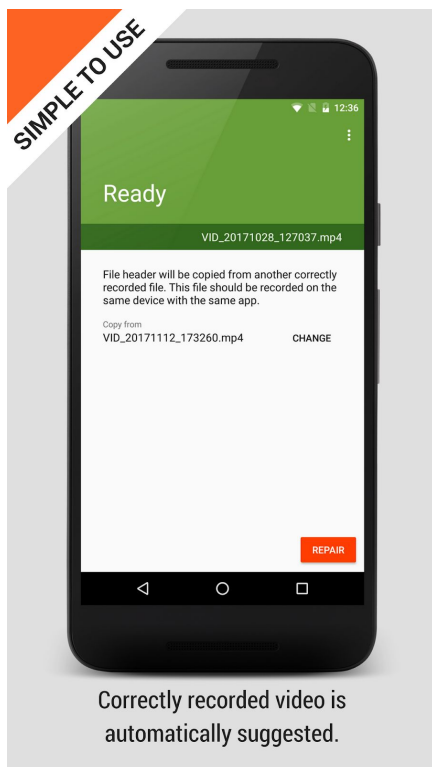 SIMPLE TO USE
12:36
Ready
VID_20171028_127037.mp4
File header will be copied from another correctly
recorded file. This file should be recorded on the
same device with the same app.
Copy from
VID_20171112_173260.mp4
CHANGE
REPAIR
Correctly recorded video is
automatically suggested.